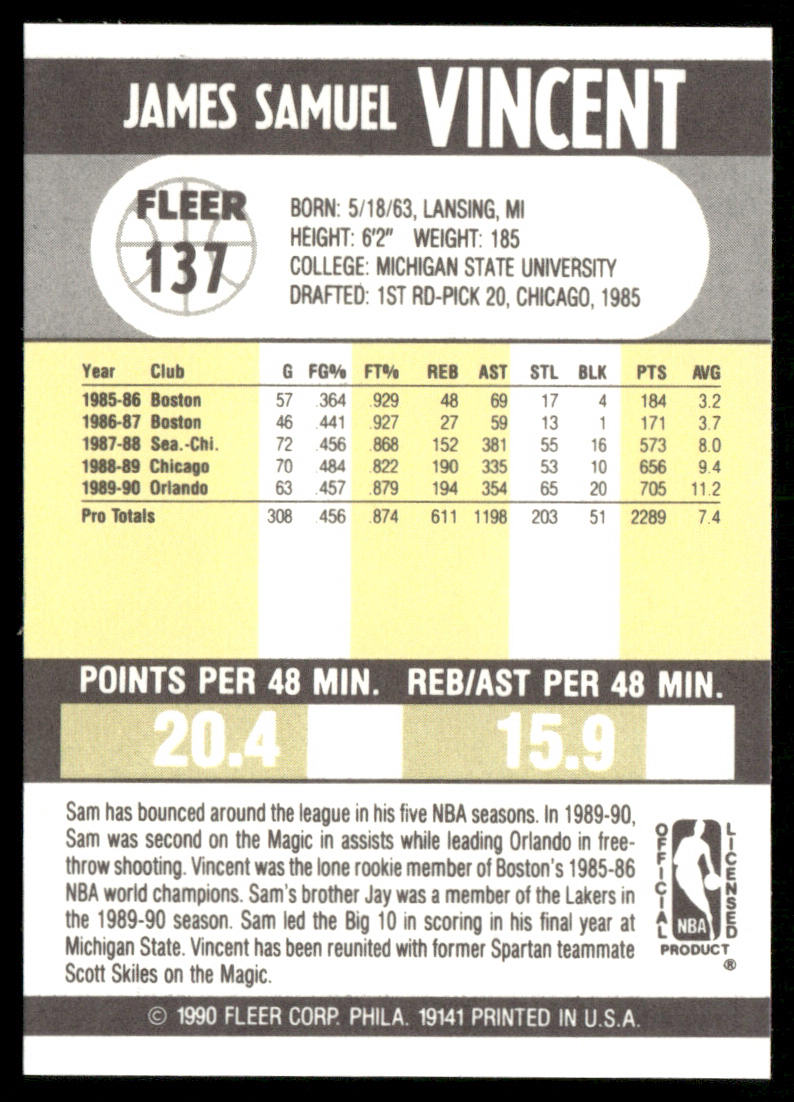 JAMES SAMUEL VINCENT
FLEER
137
BORN: 5/18/63, LANSING, MI
HEIGHT: 6'2" WEIGHT: 185
COLLEGE: MICHIGAN STATE UNIVERSITY
DRAFTED: 1ST RD-PICK 20, CHICAGO, 1985
Year Club G FG% FT% REB AST STL BLK PTS AVG
1985-86 Boston 57 .364 .929 48 69 17 4 184 3.2
1986-87 Boston 46 .441 .927 27 59 13 1 171 3.7
1987-88 Sea.-Chi. 72 .456 .868 152 381 55 16 573 8.0
1988-89 Chicago 70 .484 .822 190 335 53 10 656 9.4
1989-90 Orlando 63 .457 .879 194 354 65 20 705 11.2
Pro Totals 308 .456 .874 611 1198 203 51 2289 7.4
POINTS PER 48 MIN. REB/AST PER 48 MIN.
20.4 15.9
Sam has bounced around the league in his five NBA seasons. In 1989-90,
Sam was second on the Magic in assists while leading Orlando in free-
throw shooting. Vincent was the lone rookie member of Boston's 1985-86
NBA world champions. Sam's brother Jay was a member of the Lakers in
the 1989-90 season. Sam led the Big 10 in scoring in his final year at
Michigan State. Vincent has been reunited with former Spartan teammate
Scott Skiles on the Magic.
OFFICIAL
LICENSED
NBA
PRODUCT
®
© 1990 FLEER CORP. PHILA. 19141 PRINTED IN U.S.A.